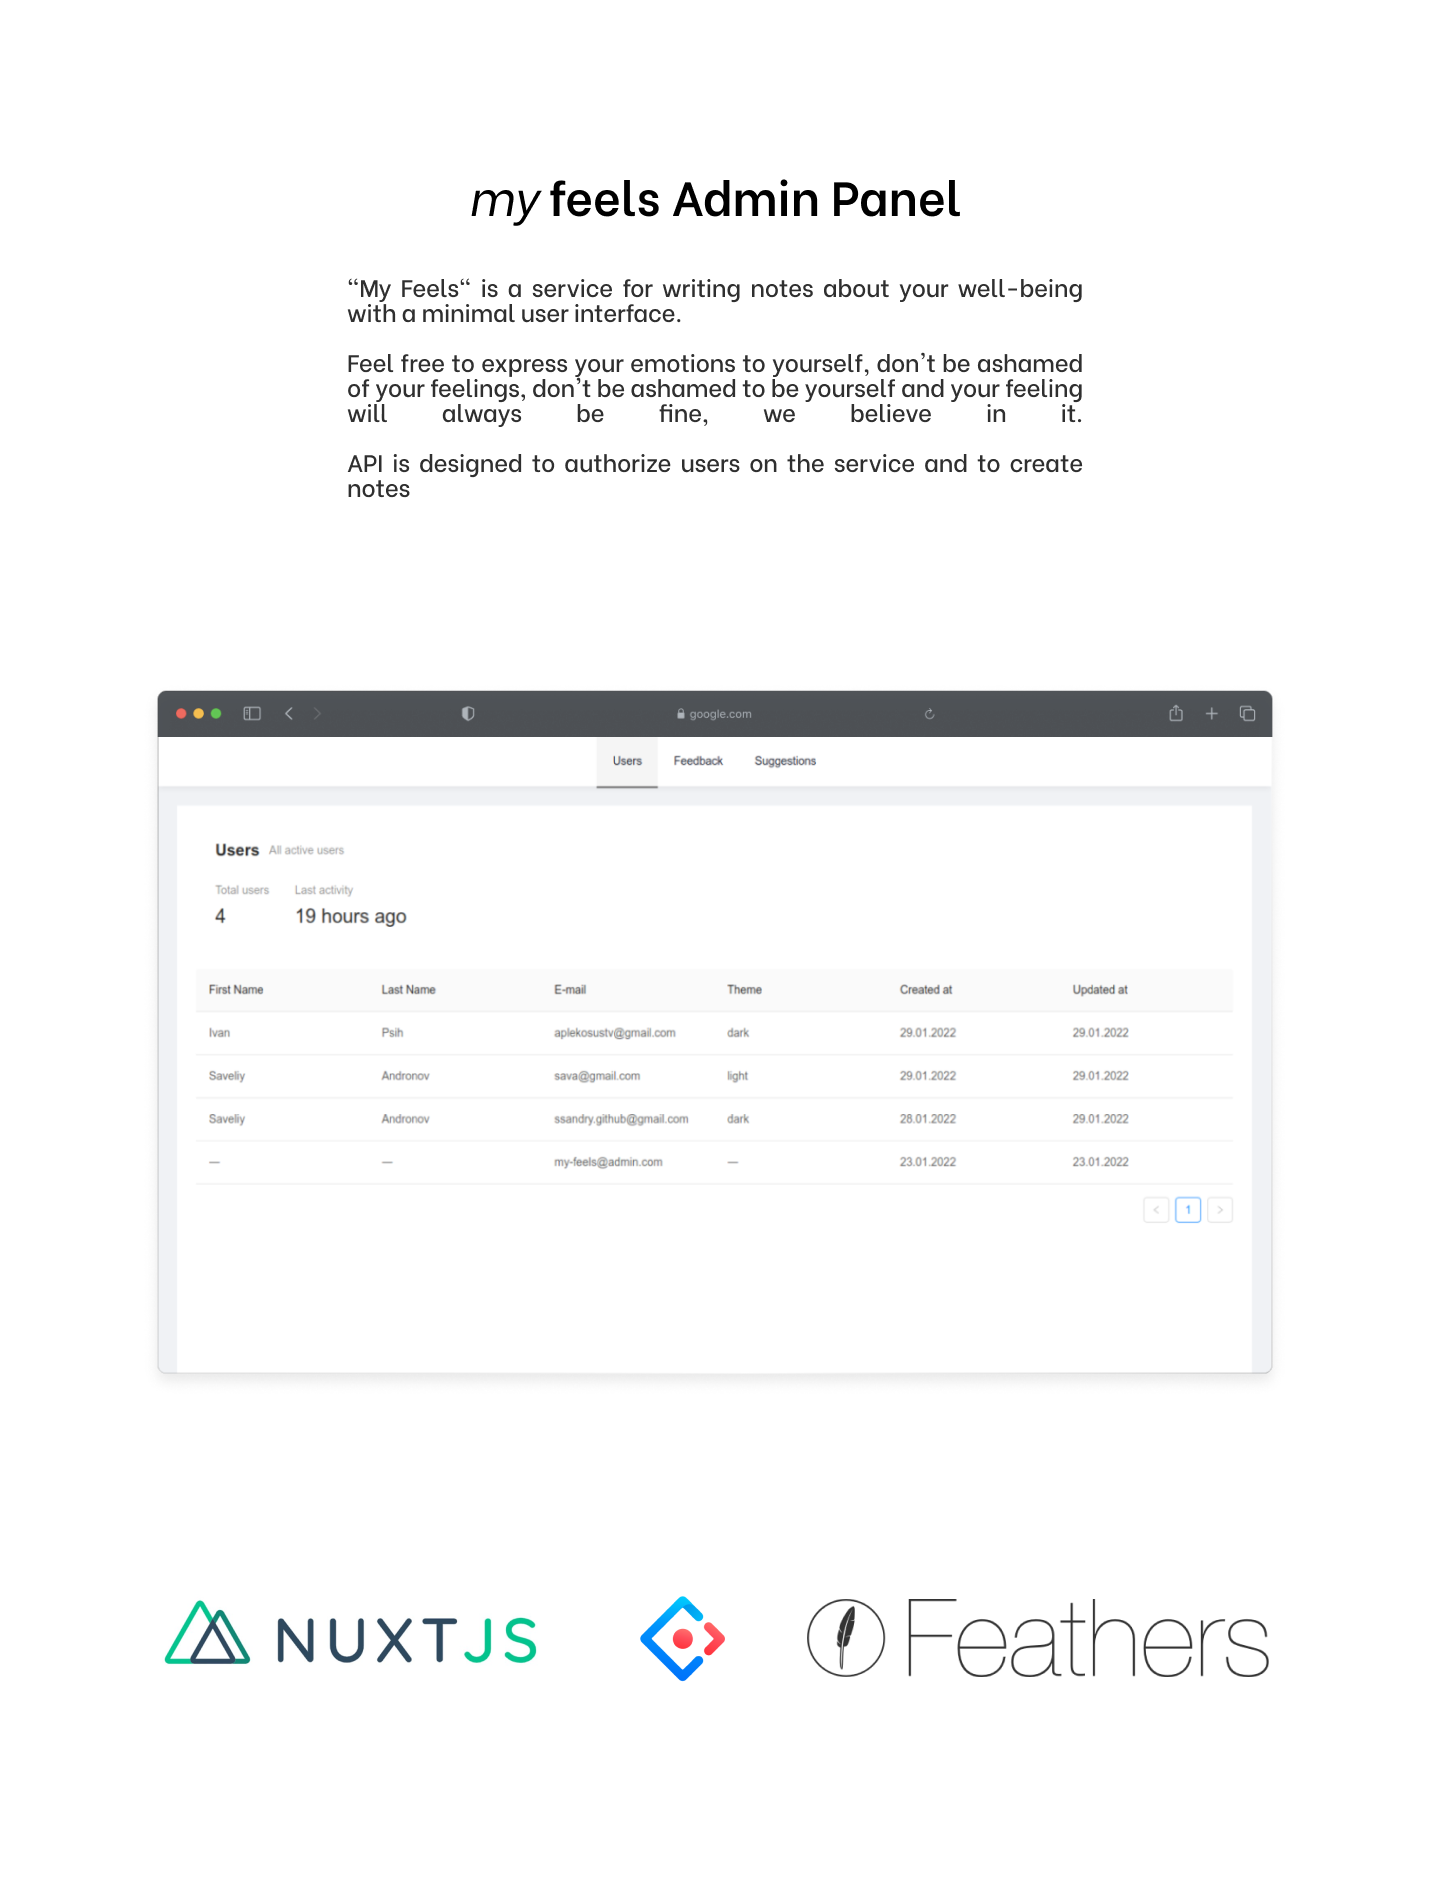 my feels Admin Panel
“My Feels“ is a service for writing notes about your well-being
with a minimal user interface.
Feel free to express your emotions to yourself, don't be ashamed
of your feelings, don't be ashamed to be yourself and your feeling
will always be fine, we believe in it.
API is designed to authorize users on the service and to create
notes
google.com
Users Feedback Suggestions
Users All active users
Total users Last activity
4 19 hours ago
First Name Last Name E-mail Theme Created at Updated at
Ivan Psih aplekosustv@gmail.com dark 29.01.2022 29.01.2022
Saveliy Andronov sava@gmail.com light 29.01.2022 29.01.2022
Saveliy Andronov ssandry.github@gmail.com dark 28.01.2022 29.01.2022
— — my-feels@admin.com — 23.01.2022 23.01.2022
< 1 >
NUXTJS Feathers